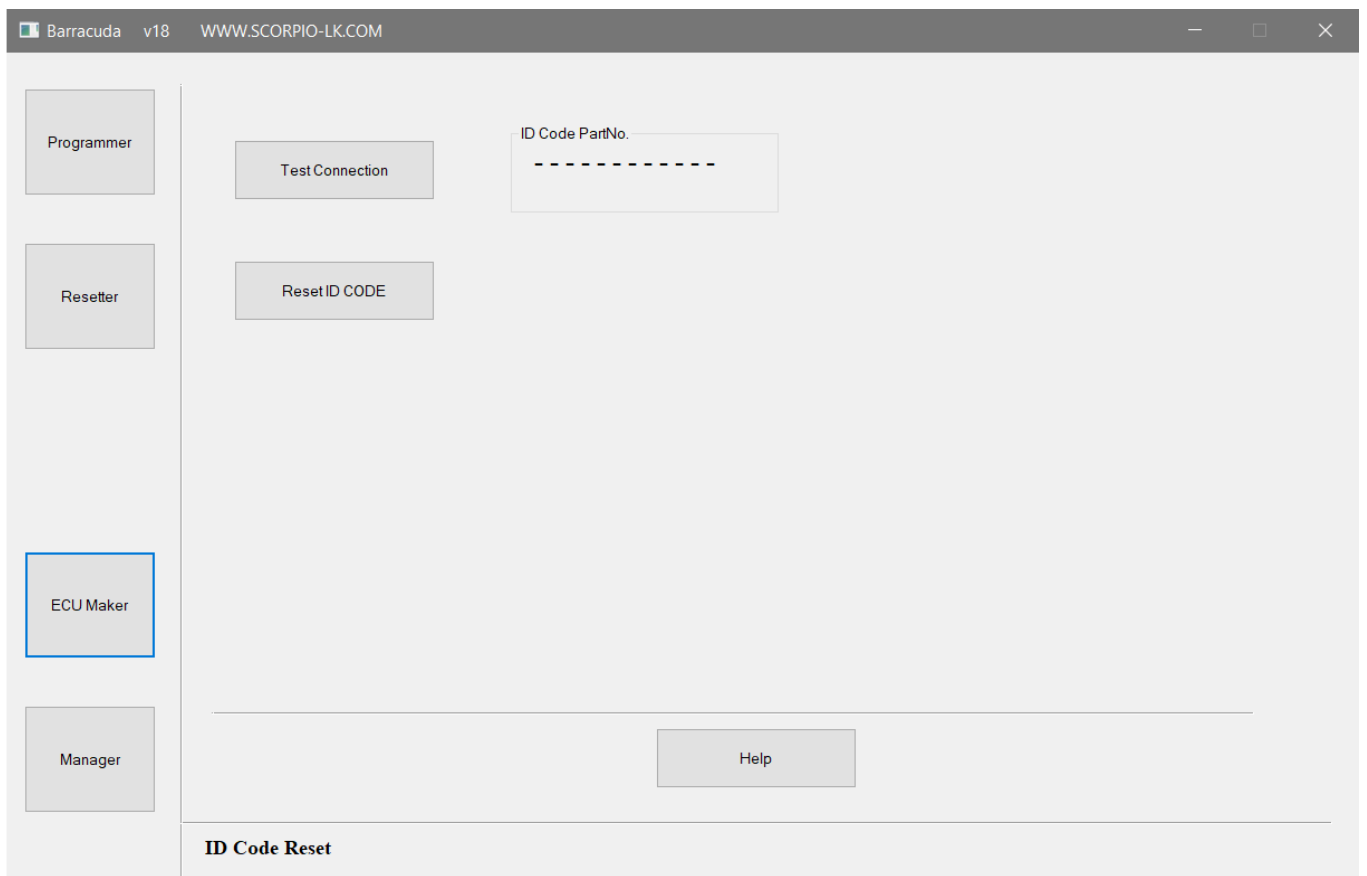 Barracuda v18 WWW.SCORPIO-LK.COM
Programmer
Resetter
ECU Maker
Manager
Test Connection
ID Code PartNo.
- - - - - - - - - - - -
Reset ID CODE
Help
ID Code Reset